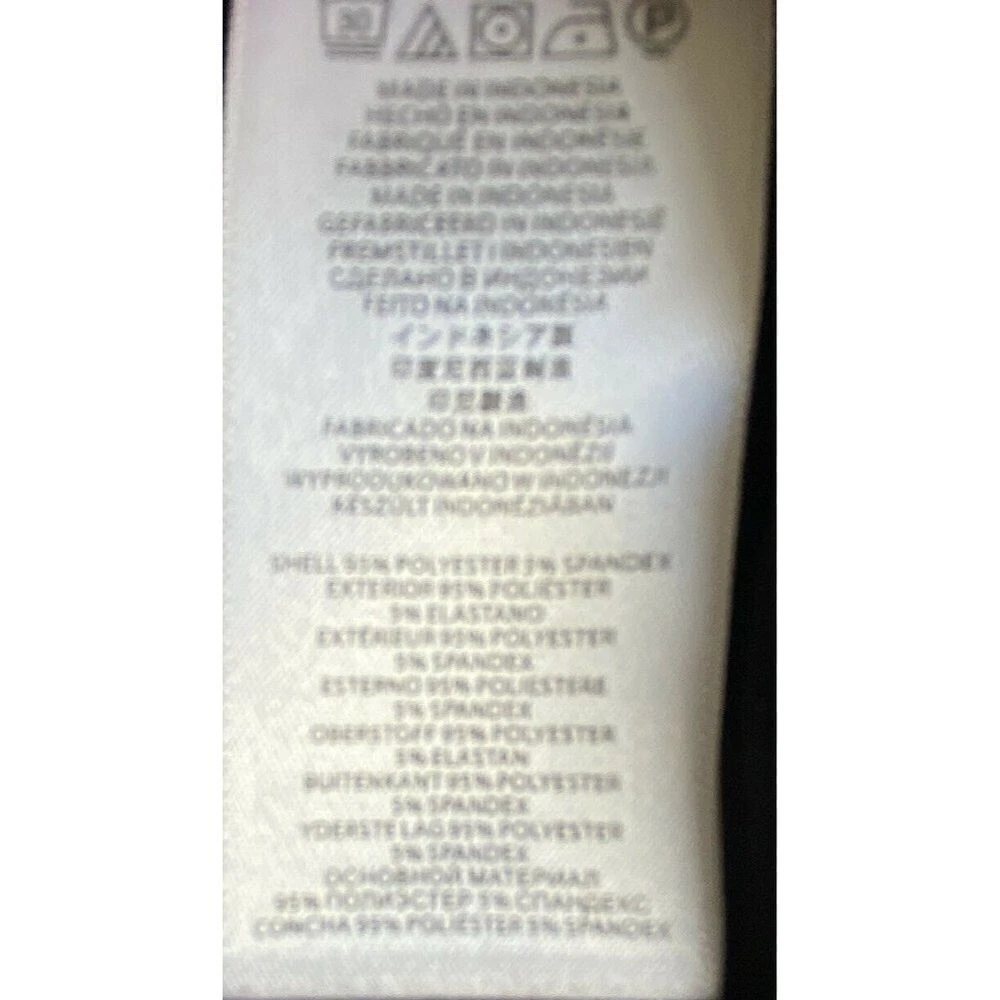 30
P
MADE IN INDONESIA
HECHO EN INDONESIA
FABRIQUÉ EN INDONESIE
FABBRICATO IN INDONESIA
MADE IN INDONESIA
GEFABRICEERD IN INDONESIË
FREMSTILLET I INDONESIEN
СДЕЛАНО В ИНДОНЕЗИИ
FEITO NA INDONÉSIA
インドネシア製
印度尼西亚制造
印尼製造
FABRICADO NA INDONÉSIA
VYROBENO V INDONÉZII
WYPRODUKOWANO W INDONEZJI
KÉSZÜLT INDONÉZIÁBAN
SHELL 95% POLYESTER 5% SPANDEX
EXTERIOR 95% POLIÉSTER
5% ELASTANO
EXTÉRIEUR 95% POLYESTER
5% SPANDEX
ESTERNO 95% POLIESTERE
5% SPANDEX
OBERSTOFF 95% POLYESTER
5% ELASTAN
BUITENKANT 95% POLYESTER
5% SPANDEX
YDERSTE LAG 95% POLYESTER
5% SPANDEX
ОСНОВНОЙ МАТЕРИАЛ
95% ПОЛИЭСТЕР 5% СПАНДЕКС
CONCHA 95% POLIÉSTER 5% SPANDEX